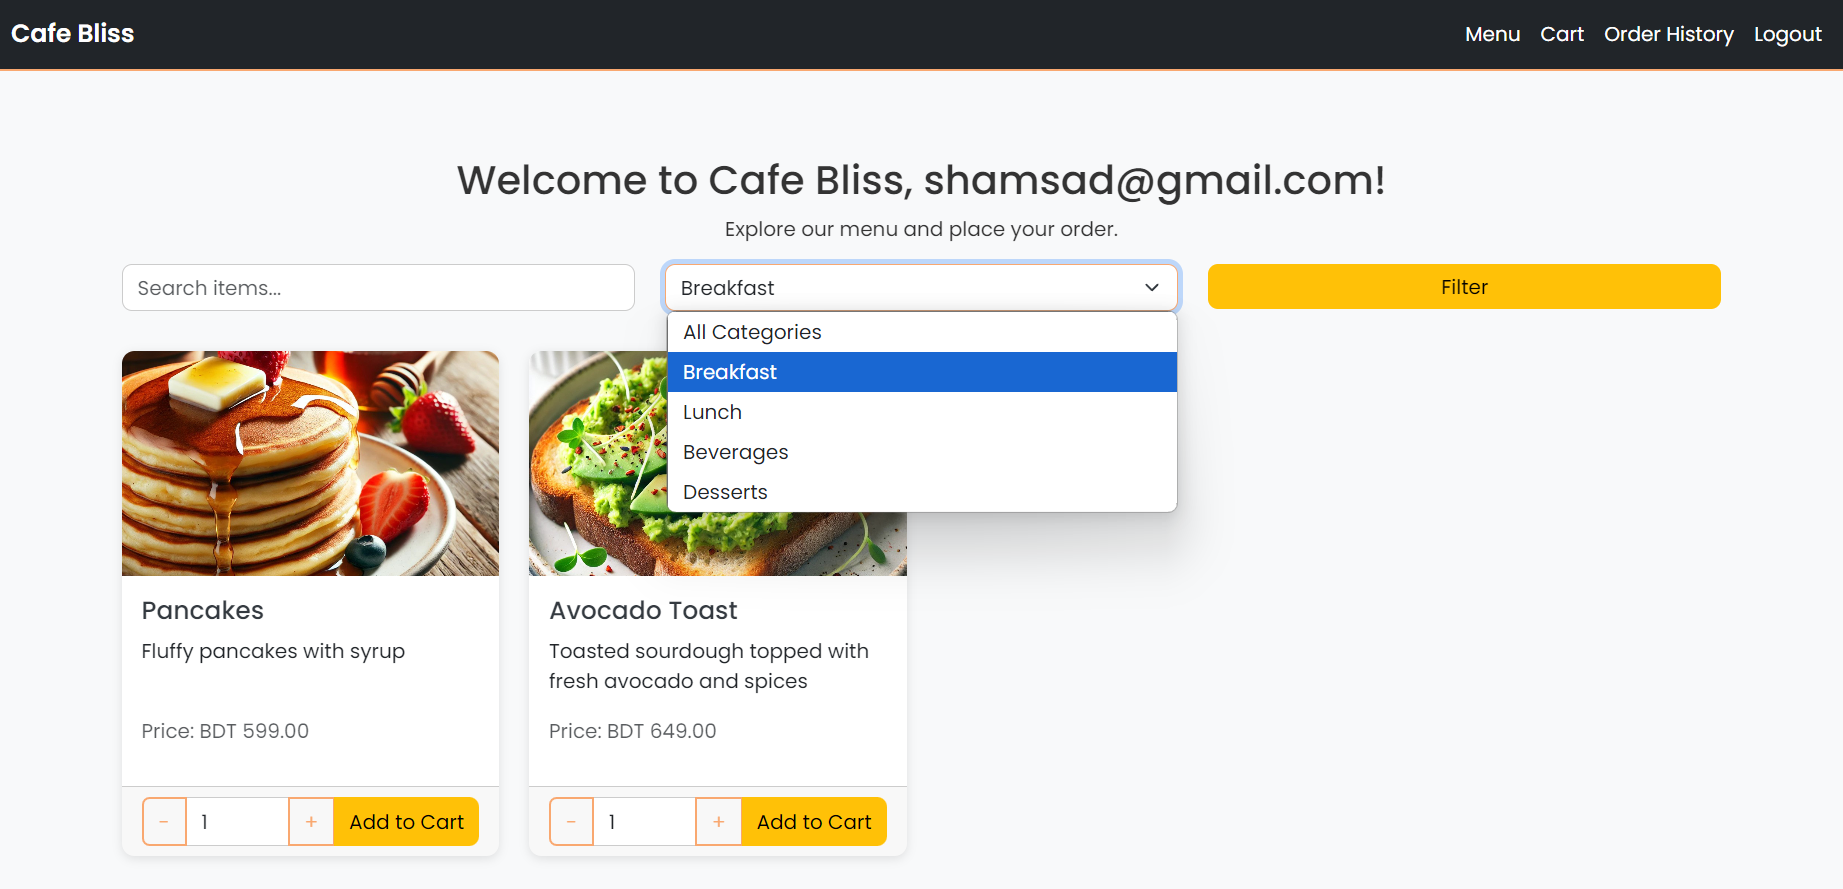 Cafe Bliss
Menu Cart Order History Logout
Welcome to Cafe Bliss, shamsad@gmail.com!
Explore our menu and place your order.
Search items...
Breakfast
Filter
All Categories
Breakfast
Lunch
Beverages
Desserts
Pancakes
Fluffy pancakes with syrup
Price: BDT 599.00
- 1 + Add to Cart
Avocado Toast
Toasted sourdough topped with
fresh avocado and spices
Price: BDT 649.00
- 1 + Add to Cart